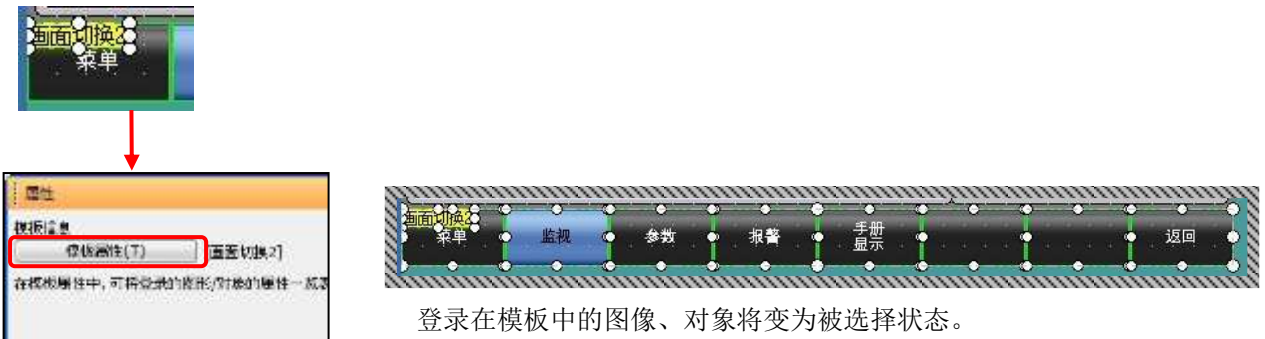 画面切换2
菜单
属性
模板信息
模板属性(T) [画面切换2]
在模板属性中,可将登录的图形/对象的属性一览表
画面切换2
菜单 监视 参数 报警 手册显示 返回
登录在模板中的图像、对象将变为被选择状态。